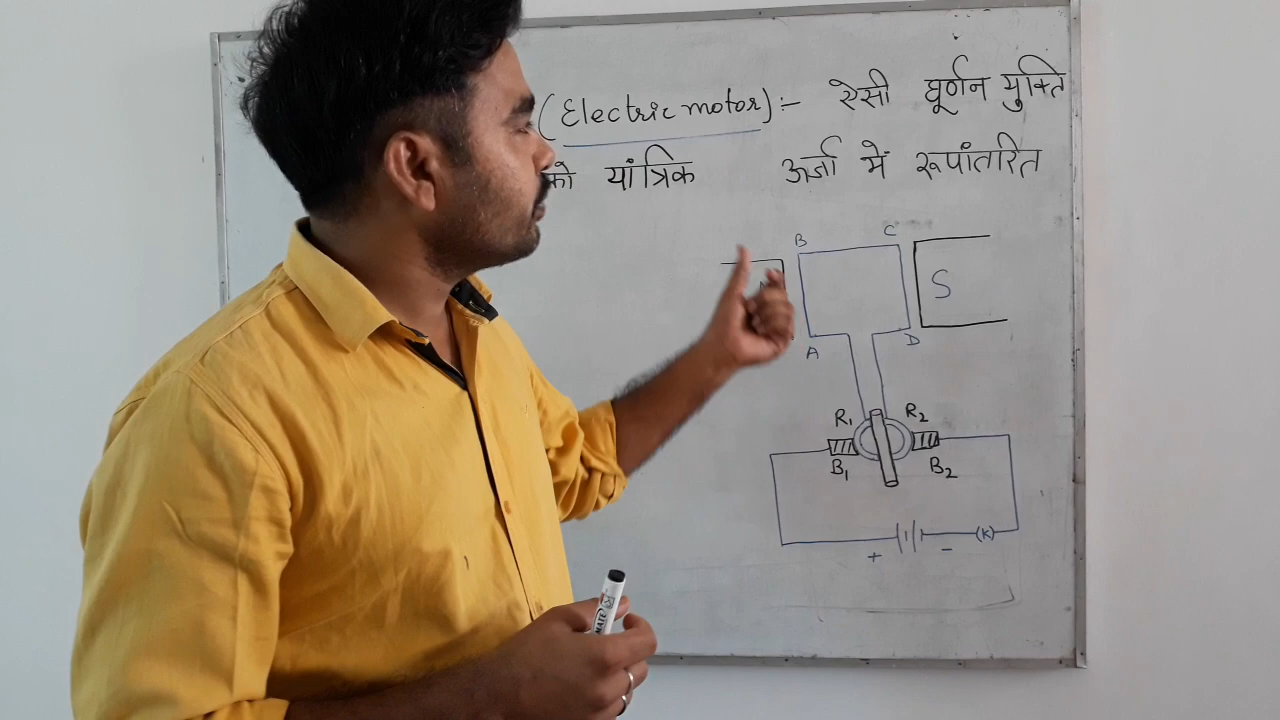 (Electric motor):- ऐसी घूर्णन युक्ति
को यांत्रिक ऊर्जा में रूपांतरित
B C
S
A D
R₁ R₂
B₁ B₂
+ - (K)